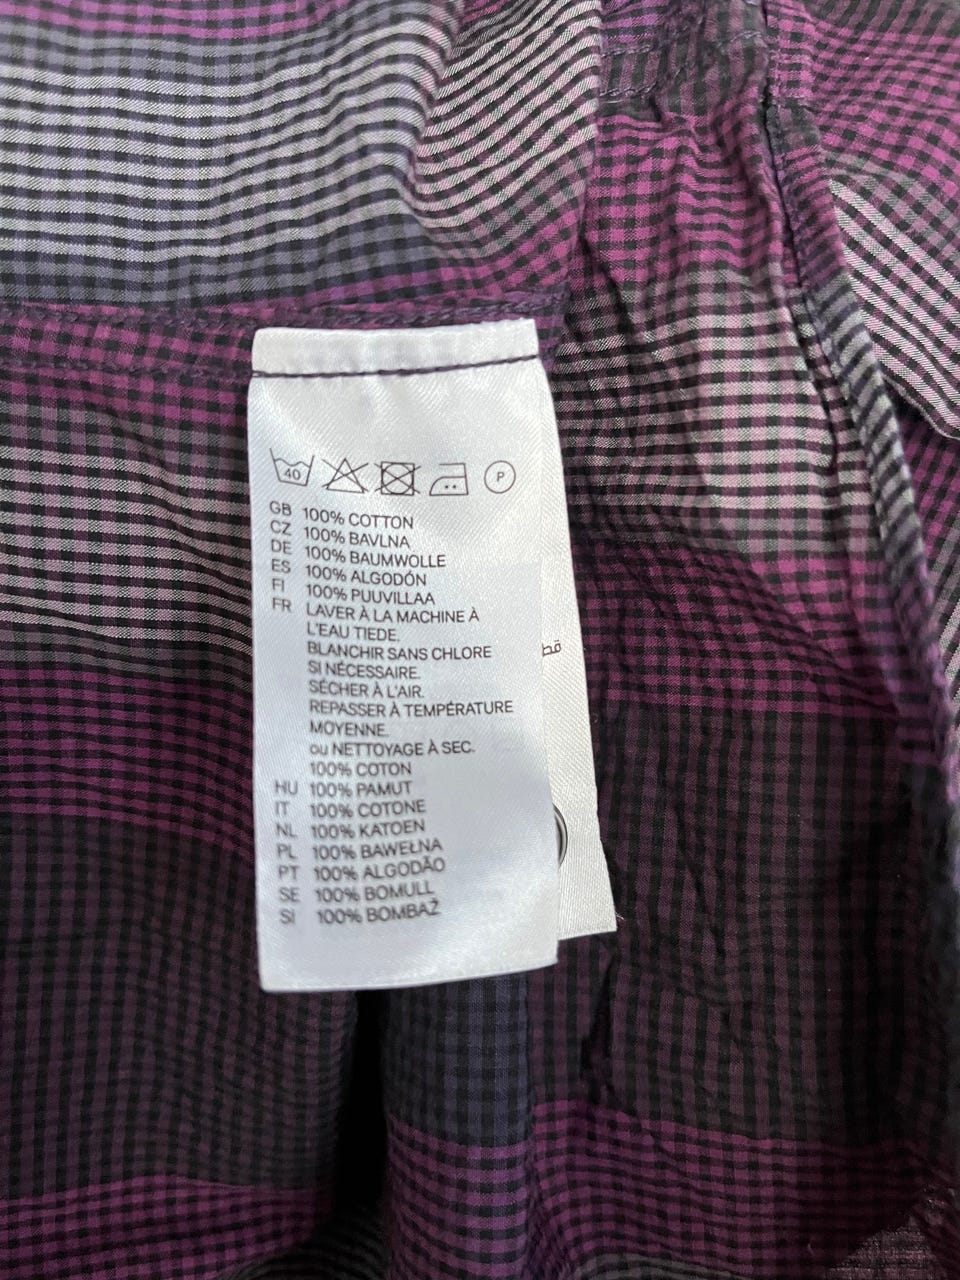 40 P
GB 100% COTTON
CZ 100% BAVLNA
DE 100% BAUMWOLLE
ES 100% ALGODÓN
FI 100% PUUVILLAA
FR LAVER À LA MACHINE À
L'EAU TIEDE.
BLANCHIR SANS CHLORE
SI NÉCESSAIRE.
SÉCHER À L'AIR.
REPASSER À TEMPÉRATURE
MOYENNE.
ou NETTOYAGE À SEC.
100% COTON
HU 100% PAMUT
IT 100% COTONE
NL 100% KATOEN
PL 100% BAWEŁNA
PT 100% ALGODÃO
SE 100% BOMULL
SI 100% BOMBAŽ